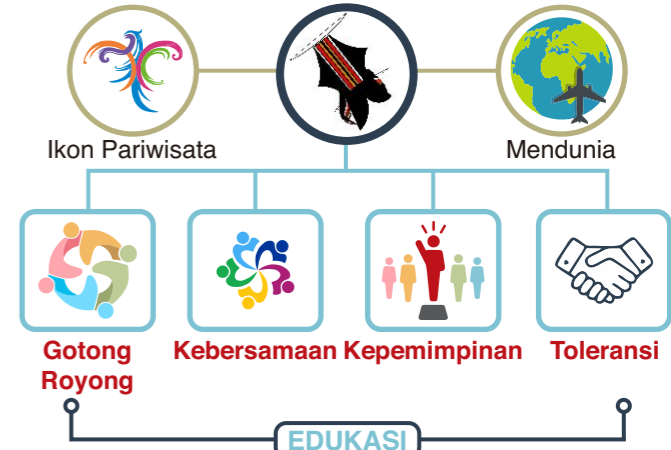 Ikon Pariwisata
Mendunia
Gotong
Royong
Kebersamaan
Kepemimpinan
Toleransi
EDUKASI